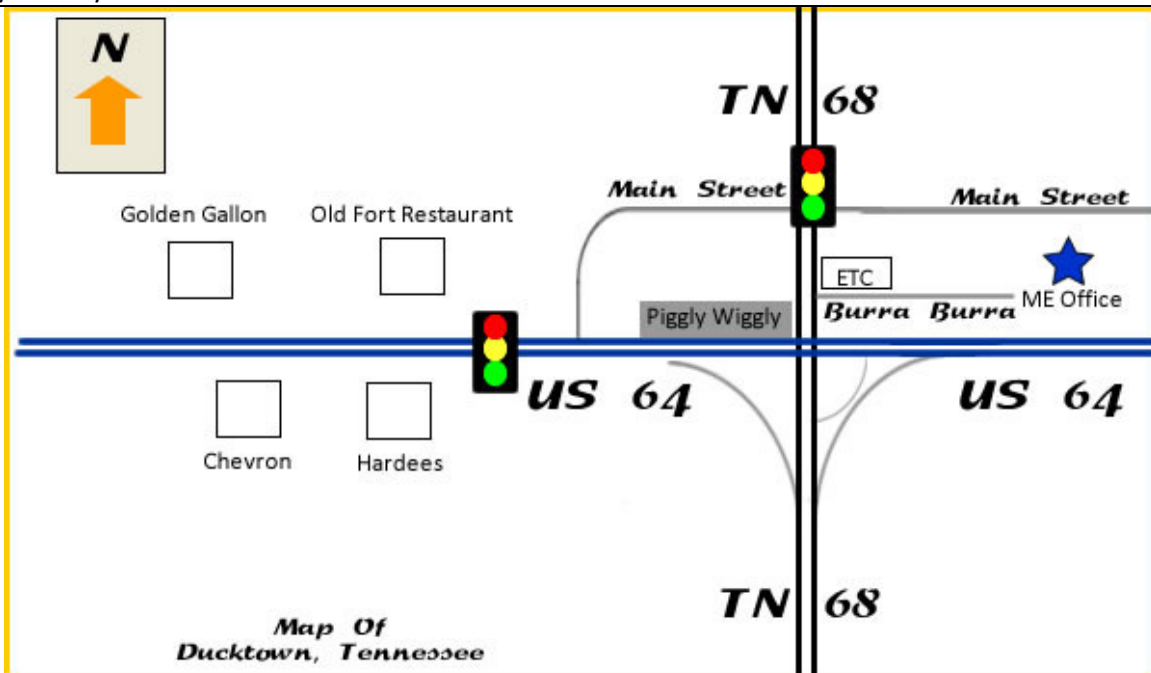 N
TN 68
Main Street
Main Street
Golden Gallon
Old Fort Restaurant
ETC
ME Office
Piggly Wiggly
Burra Burra
US 64
US 64
Chevron
Hardees
TN 68
Map Of
Ducktown, Tennessee